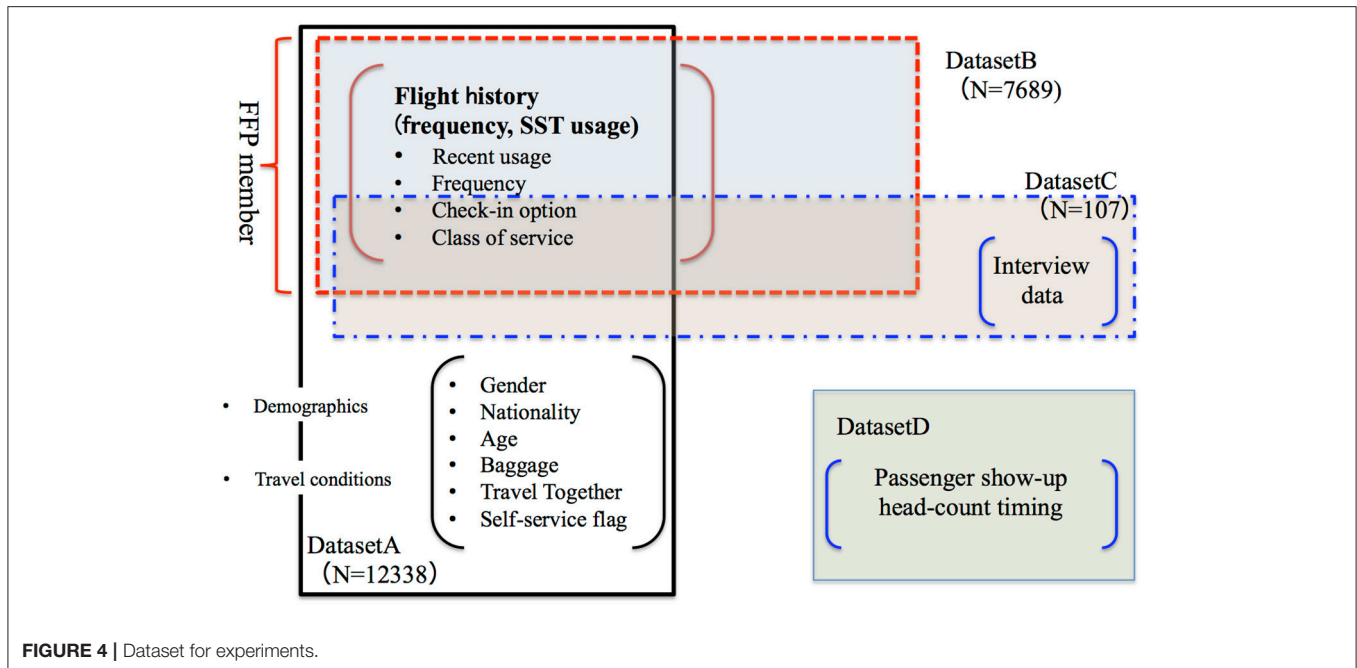 DatasetB
(N=7689)
FFP member
Flight history
(frequency, SST usage)
• Recent usage
• Frequency
• Check-in option
• Class of service
DatasetC
(N=107)
Interview
data
• Demographics
• Travel conditions
• Gender
• Nationality
• Age
• Baggage
• Travel Together
• Self-service flag
DatasetA
(N=12338)
DatasetD
Passenger show-up
head-count timing
FIGURE 4 | Dataset for experiments.